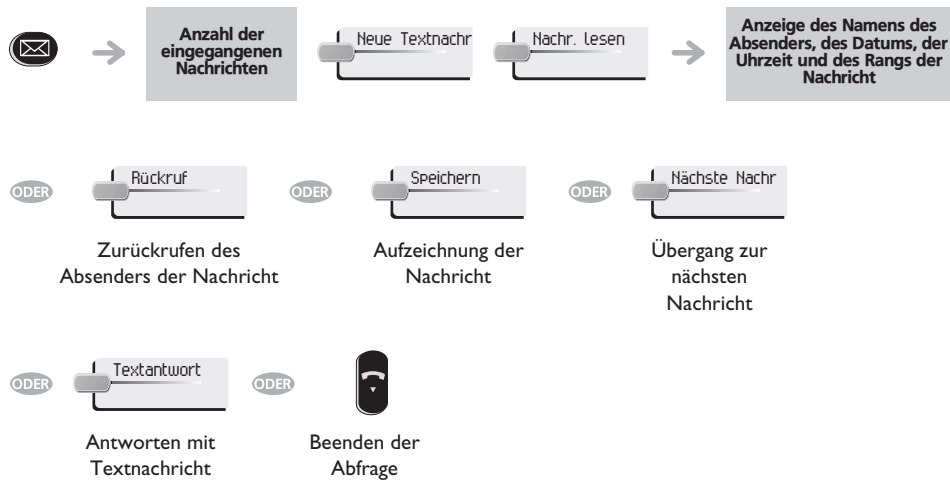 Anzahl der
eingegangenen
Nachrichten
Neue Textnachr
Nachr. lesen
Anzeige des Namens des
Absenders, des Datums, der
Uhrzeit und des Rangs der
Nachricht
ODER
Rückruf
Zurückrufen des
Absenders der Nachricht
ODER
Speichern
Aufzeichnung der
Nachricht
ODER
Nächste Nachr
Übergang zur
nächsten
Nachricht
ODER
Textantwort
Antworten mit
Textnachricht
ODER
Beenden der
Abfrage